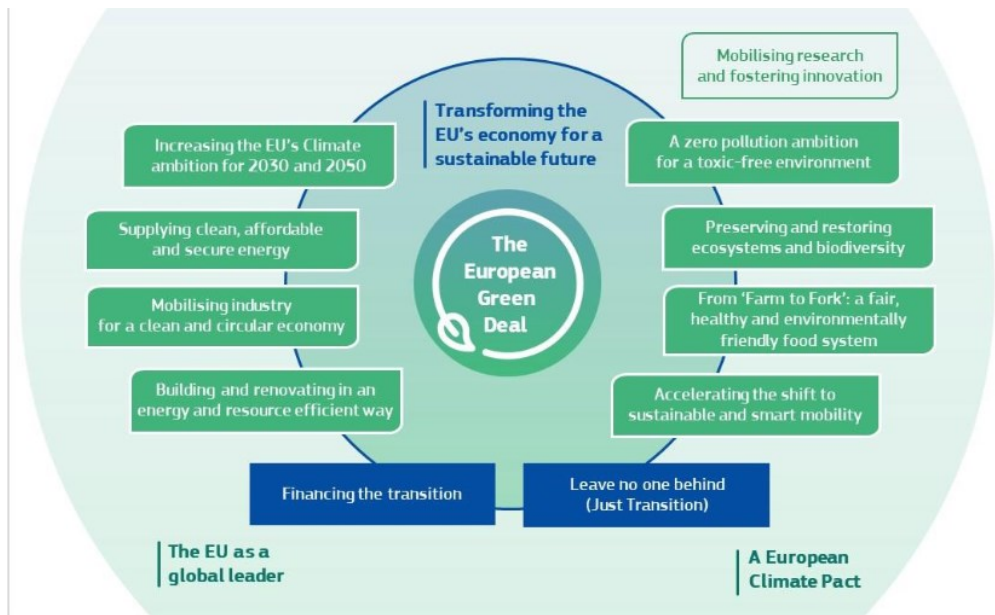 Mobilising research
and fostering innovation
Transforming the
EU's economy for a
sustainable future
Increasing the EU's Climate
ambition for 2030 and 2050
A zero pollution ambition
for a toxic-free environment
Supplying clean, affordable
and secure energy
Preserving and restoring
ecosystems and biodiversity
The
European
Green
Deal
Mobilising industry
for a clean and circular economy
From ‘Farm to Fork’: a fair,
healthy and environmentally
friendly food system
Building and renovating in an
energy and resource efficient way
Accelerating the shift to
sustainable and smart mobility
Financing the transition
Leave no one behind
(Just Transition)
The EU as a
global leader
A European
Climate Pact